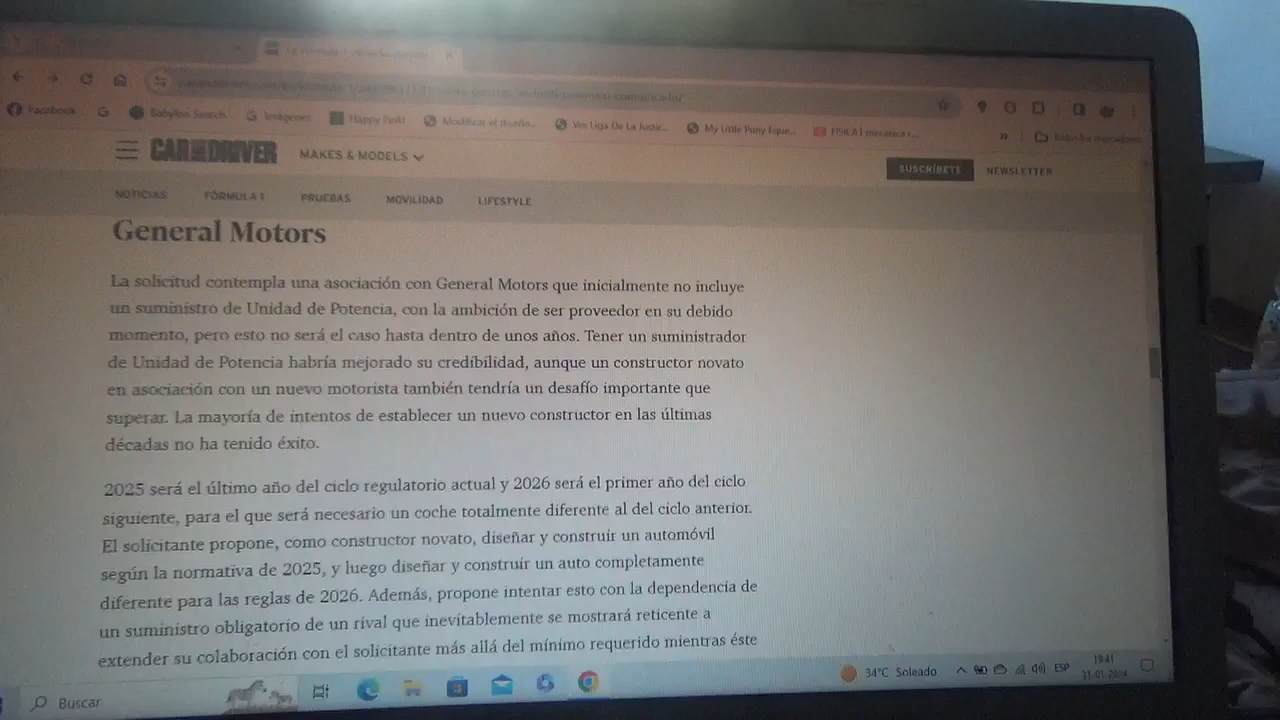 Facebook
G
Babylon Search
Imágenes
Happy Pinki
Modificar el diseño...
Ver Liga De La Justic...
My Little Pony Eque...
FISICA I mecanica t...
»
Todos los marcadores
CAR AND DRIVER
MAKES & MODELS
SUSCRÍBETE
NEWSLETTER
NOTICIAS
FÓRMULA 1
PRUEBAS
MOVILIDAD
LIFESTYLE
General Motors
La solicitud contempla una asociación con General Motors que inicialmente no incluye
un suministro de Unidad de Potencia, con la ambición de ser proveedor en su debido
momento, pero esto no será el caso hasta dentro de unos años. Tener un suministrador
de Unidad de Potencia habría mejorado su credibilidad, aunque un constructor novato
en asociación con un nuevo motorista también tendría un desafío importante que
superar. La mayoría de intentos de establecer un nuevo constructor en las últimas
décadas no ha tenido éxito.
2025 será el último año del ciclo regulatorio actual y 2026 será el primer año del ciclo
siguiente, para el que será necesario un coche totalmente diferente al del ciclo anterior.
El solicitante propone, como constructor novato, diseñar y construir un automóvil
según la normativa de 2025, y luego diseñar y construir un auto completamente
diferente para las reglas de 2026. Además, propone intentar esto con la dependencia de
un suministro obligatorio de un rival que inevitablemente se mostrará reticente a
extender su colaboración con el solicitante más allá del mínimo requerido mientras éste
Buscar
34°C Soleado
ESP
19:41
31-01-2024